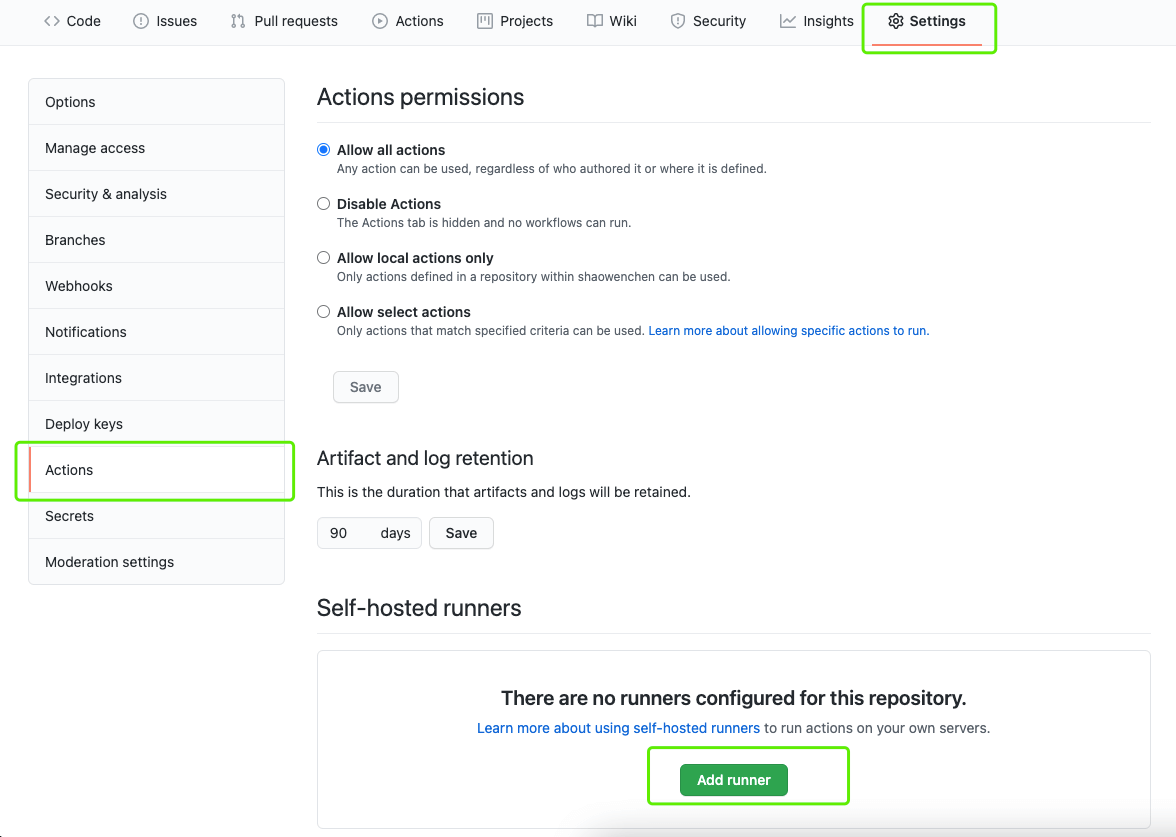 Code Issues Pull requests Actions Projects Wiki Security Insights Settings
Options
Manage access
Security & analysis
Branches
Webhooks
Notifications
Integrations
Deploy keys
Actions
Secrets
Moderation settings
Actions permissions
Allow all actions
Any action can be used, regardless of who authored it or where it is defined.
Disable Actions
The Actions tab is hidden and no workflows can run.
Allow local actions only
Only actions defined in a repository within shaowenchen can be used.
Allow select actions
Only actions that match specified criteria can be used. Learn more about allowing specific actions to run.
Save
Artifact and log retention
This is the duration that artifacts and logs will be retained.
90 days Save
Self-hosted runners
There are no runners configured for this repository.
Learn more about using self-hosted runners to run actions on your own servers.
Add runner